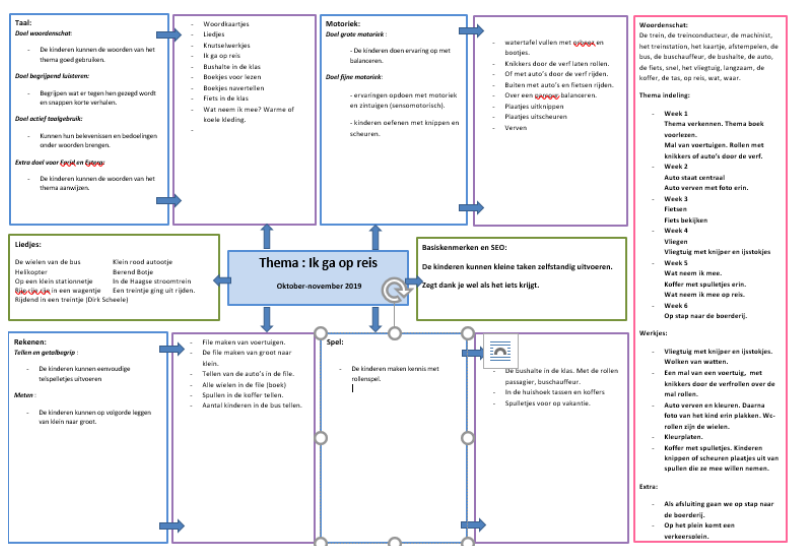 Taal:
Doel woordenschat:
- De kinderen kunnen de woorden van het
thema goed gebruiken.
Doel begrijpend luisteren:
- Begrijpen wat er tegen hen gezegd wordt
en snappen korte verhalen.
Doel actief taalgebruik:
- Kunnen hun belevenissen en bedoelingen
onder woorden brengen.
Extra doel voor Farid en
- De kinderen kunnen de woorden van het
thema aanwijzen.
- Woordkaartjes
- Liedjes
- Knutselwerkjes
- Ik ga op reis
- Bushalte in de klas
- Boekjes voor lezen
- Boekjes navertellen
- Fiets in de klas
- Wat neem ik mee? Warme of
koele kleding.
-
Motoriek:
Doel grote motoriek :
- De kinderen doen ervaring op met
balanceren.
Doel fijne motoriek:
- ervaringen opdoen met motoriek
en zintuigen (sensomotorisch).
- kinderen oefenen met knippen en
scheuren.
- watertafel vullen met en
bootjes.
- Knikkers door de verf laten rollen.
- Of met auto's door de verf rijden.
- Buiten met auto's en fietsen rijden.
- Over een balanceren.
- Plaatjes uitknippen
- Plaatjes uitscheuren
- Verven
Woordenschat:
De trein, de treinconducteur, de machinist,
het treinstation, het kaartje, afstempelen, de
bus, de buschauffeur, de bushalte, de auto,
de fiets, snel, het vliegtuig, langzaam, de
koffer, de tas, op reis, wat, waar.
Thema indeling:
- Week 1
Thema verkennen. Thema boek
voorlezen.
Mal van voertuigen. Rollen met
knikkers of auto's door de verf.
- Week 2
Auto staat centraal
Auto verven met foto erin.
- Week 3
Fietsen
Fiets bekijken
- Week 4
Vliegen
Vliegtuig met knijper en ijsstokjes
- Week 5
Wat neem ik mee.
Koffer met spulletjes erin.
Wat neem ik mee op reis.
- Week 6
Op stap naar de boerderij.
Werkjes:
- Vliegtuig met knijper en ijsstokjes.
Wolken van watten.
- Een mal van een voertuig, met
knikkers door de verfrollen over de
mal rollen.
- Auto verven en kleuren. Daarna
foto van het kind erin plakken. Wc-
rollen zijn de wielen.
- Kleurplaten.
- Koffer met spulletjes. Kinderen
knippen of scheuren plaatjes uit van
spullen die ze mee willen nemen.
Extra:
- Als afsluiting gaan we op stap naar
de boerderij.
- Op het plein komt een
verkeersplein.
Liedjes:
De wielen van de bus Klein rood autootje
Helikopter Berend Botje
Op een klein stationnetje In de Haagse stroomtrein
in een wagentje Een treintje ging uit rijden.
Rijdend in een treintje (Dirk Scheele)
Thema : Ik ga op reis
Oktober-november 2019
Basiskenmerken en SEO:
De kinderen kunnen kleine taken zelfstandig uitvoeren.
Zegt dank je wel als het iets krijgt.
Rekenen:
Tellen en getalbegrip :
- De kinderen kunnen eenvoudige
telspelletjes uitvoeren
Meten :
- De kinderen kunnen op volgorde leggen
van klein naar groot.
- File maken van voertuigen.
- De file maken van groot naar
klein.
- Tellen van de auto's in de file.
- Alle wielen in de file (boek)
- Spullen in de koffer tellen.
- Aantal kinderen in de bus tellen.
Spel:
- De kinderen maken kennis met
rollenspel.
- De bushalte in de klas. Met de rollen
passagier, buschauffeur.
- In de huishoek tassen en koffers
- Spulletjes voor op vakantie.